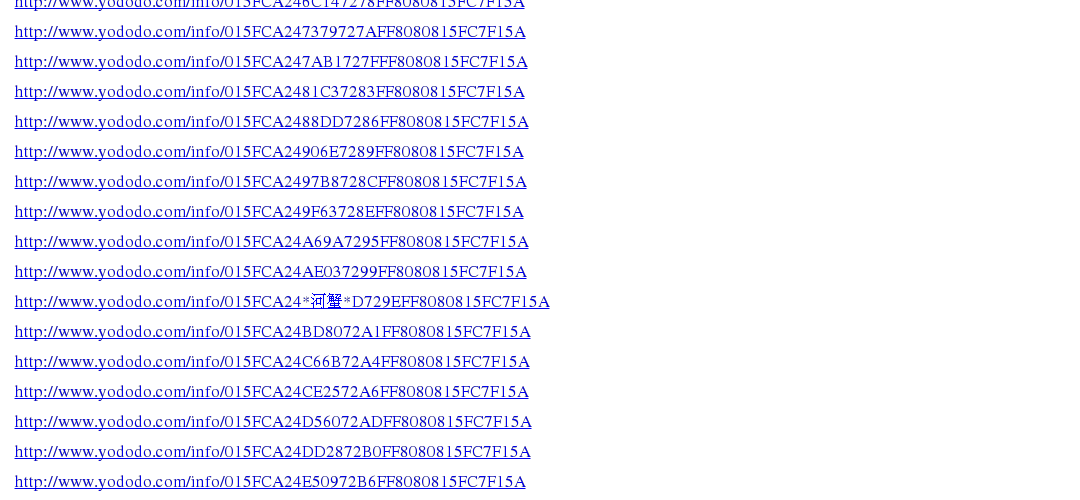 http://www.yododo.com/info/015FCA246C147278FF8080815FC7F15A
http://www.yododo.com/info/015FCA247379727AFF8080815FC7F15A
http://www.yododo.com/info/015FCA247AB1727FFF8080815FC7F15A
http://www.yododo.com/info/015FCA2481C37283FF8080815FC7F15A
http://www.yododo.com/info/015FCA2488DD7286FF8080815FC7F15A
http://www.yododo.com/info/015FCA24906E7289FF8080815FC7F15A
http://www.yododo.com/info/015FCA2497B8728CFF8080815FC7F15A
http://www.yododo.com/info/015FCA249F63728EFF8080815FC7F15A
http://www.yododo.com/info/015FCA24A69A7295FF8080815FC7F15A
http://www.yododo.com/info/015FCA24AE037299FF8080815FC7F15A
http://www.yododo.com/info/015FCA24*河蟹*D729EFF8080815FC7F15A
http://www.yododo.com/info/015FCA24BD8072A1FF8080815FC7F15A
http://www.yododo.com/info/015FCA24C66B72A4FF8080815FC7F15A
http://www.yododo.com/info/015FCA24CE2572A6FF8080815FC7F15A
http://www.yododo.com/info/015FCA24D56072ADFF8080815FC7F15A
http://www.yododo.com/info/015FCA24DD2872B0FF8080815FC7F15A
http://www.yododo.com/info/015FCA24E50972B6FF8080815FC7F15A